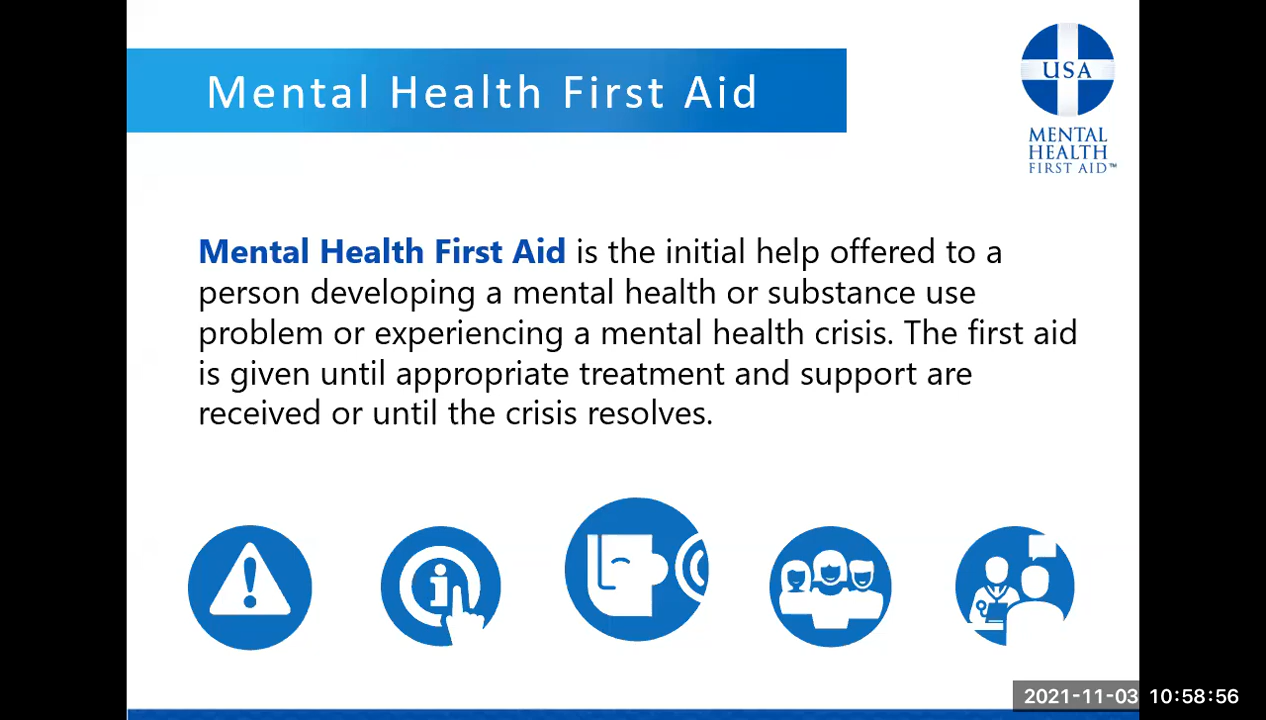 Mental Health First Aid
USA
MENTAL
HEALTH
FIRST AID™
Mental Health First Aid is the initial help offered to a
person developing a mental health or substance use
problem or experiencing a mental health crisis. The first aid
is given until appropriate treatment and support are
received or until the crisis resolves.
i
2021-11-03 10:58:56